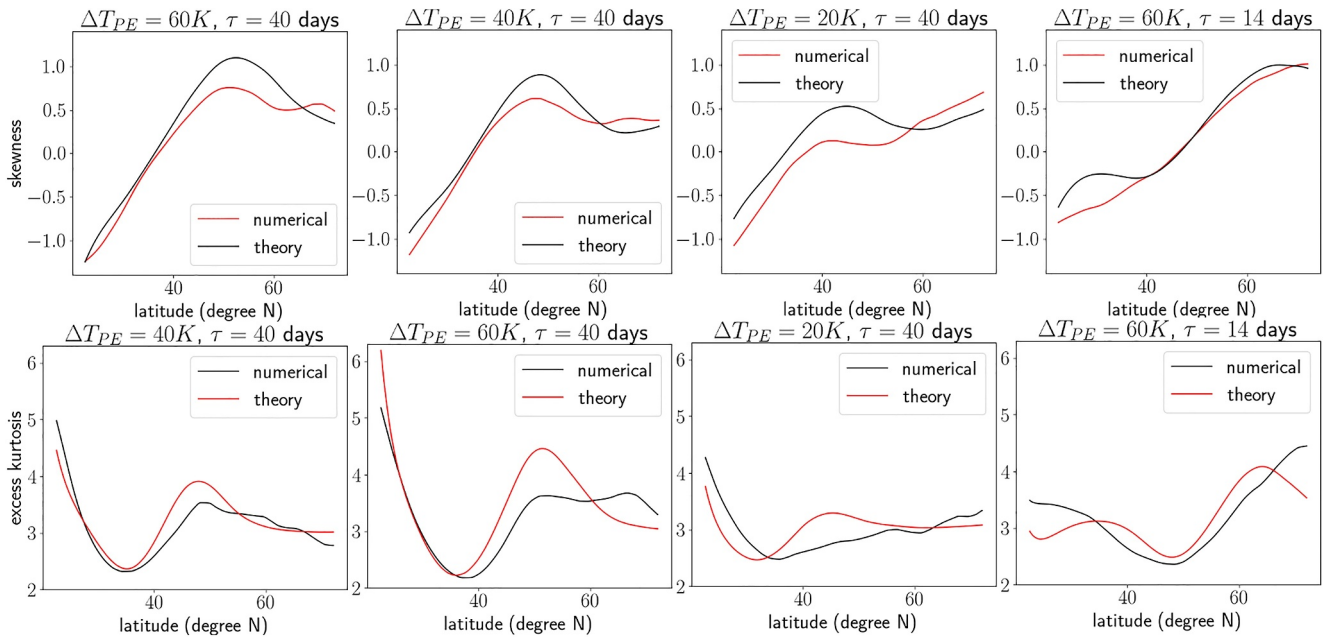 ΔT_PE = 60K, τ = 40 days
skewness
1.0
0.5
0.0
−0.5
−1.0
numerical
theory
40
60
latitude (degree N)
ΔT_PE = 40K, τ = 40 days
1.0
0.5
0.0
−0.5
−1.0
numerical
theory
40
60
latitude (degree N)
ΔT_PE = 20K, τ = 40 days
1.0
0.5
0.0
−0.5
−1.0
numerical
theory
40
60
latitude (degree N)
ΔT_PE = 60K, τ = 14 days
1.0
0.5
0.0
−0.5
−1.0
numerical
theory
40
60
latitude (degree N)
ΔT_PE = 40K, τ = 40 days
excess kurtosis
6
5
4
3
2
numerical
theory
40
60
latitude (degree N)
ΔT_PE = 60K, τ = 40 days
6
5
4
3
2
numerical
theory
40
60
latitude (degree N)
ΔT_PE = 20K, τ = 40 days
6
5
4
3
2
numerical
theory
40
60
latitude (degree N)
ΔT_PE = 60K, τ = 14 days
6
5
4
3
2
numerical
theory
40
60
latitude (degree N)